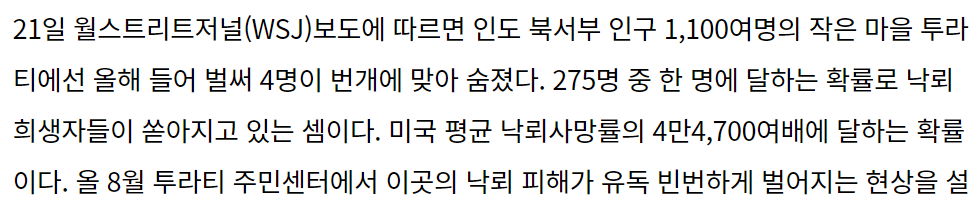 21일 월스트리트저널(WSJ)보도에 따르면 인도 북서부 인구 1,100여명의 작은 마을 투라
티에선 올해 들어 벌써 4명이 번개에 맞아 숨졌다. 275명 중 한 명에 달하는 확률로 낙뢰
희생자들이 쏟아지고 있는 셈이다. 미국 평균 낙뢰사망률의 4만4,700여배에 달하는 확률
이다. 올 8월 투라티 주민센터에서 이곳의 낙뢰 피해가 유독 빈번하게 벌어지는 현상을 설